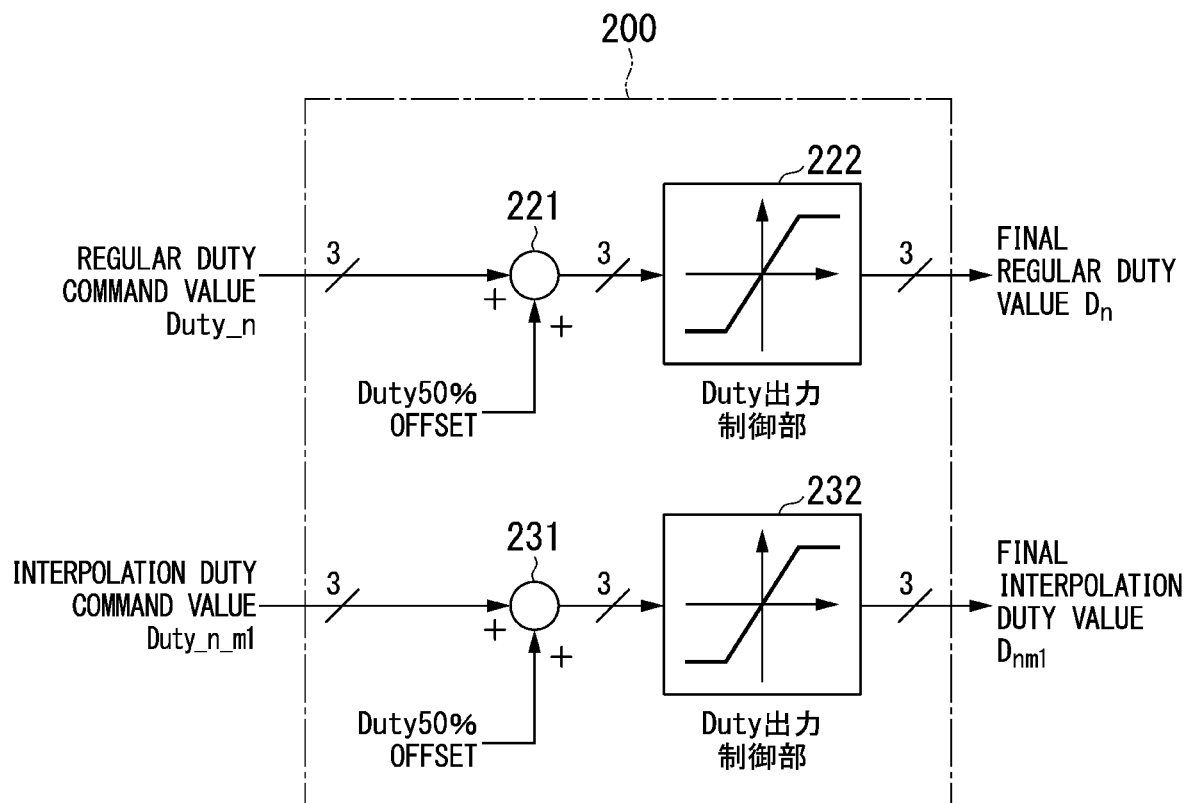 200
222
221
REGULAR DUTY
COMMAND VALUE
Duty_n
3
+
+
3
3
FINAL
REGULAR DUTY
VALUE Dn
Duty50%
OFFSET
Duty出力
制御部
232
231
INTERPOLATION DUTY
COMMAND VALUE
Duty_n_m1
3
+
+
3
3
FINAL
INTERPOLATION
DUTY VALUE
Dnm1
Duty50%
OFFSET
Duty出力
制御部